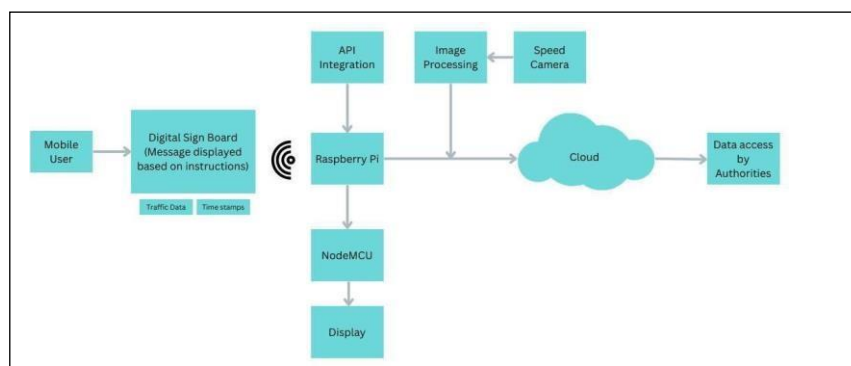 API
Integration
Image
Processing
Speed
Camera
Mobile
User
Digital Sign Board
(Message displayed
based on instructions)
Raspberry Pi
Cloud
Data access
by
Authorities
Traffic Data
Time stamps
NodeMCU
Display